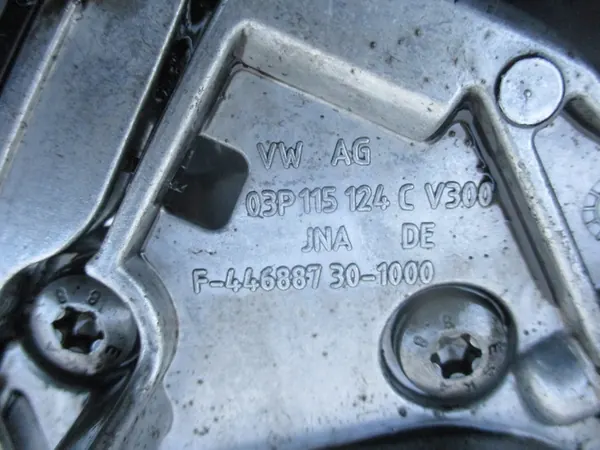 VW AG
03P 115 124 C V300
JNA DE
F-446887 30-1000